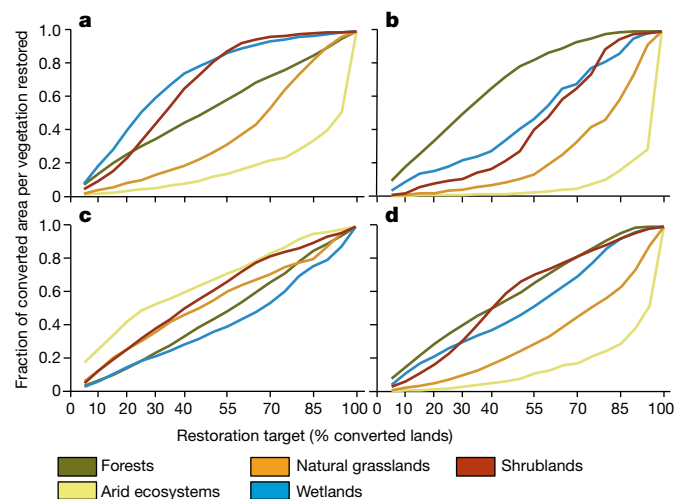 a
b
1.0
0.8
0.6
0.4
0.2
0
c
d
1.0
0.8
0.6
0.4
0.2
0
0 10 20 30 40 55 70 85 100
0 10 20 30 40 55 70 85 100
Fraction of converted area per vegetation restored
Restoration target (% converted lands)
Forests
Natural grasslands
Shrublands
Arid ecosystems
Wetlands